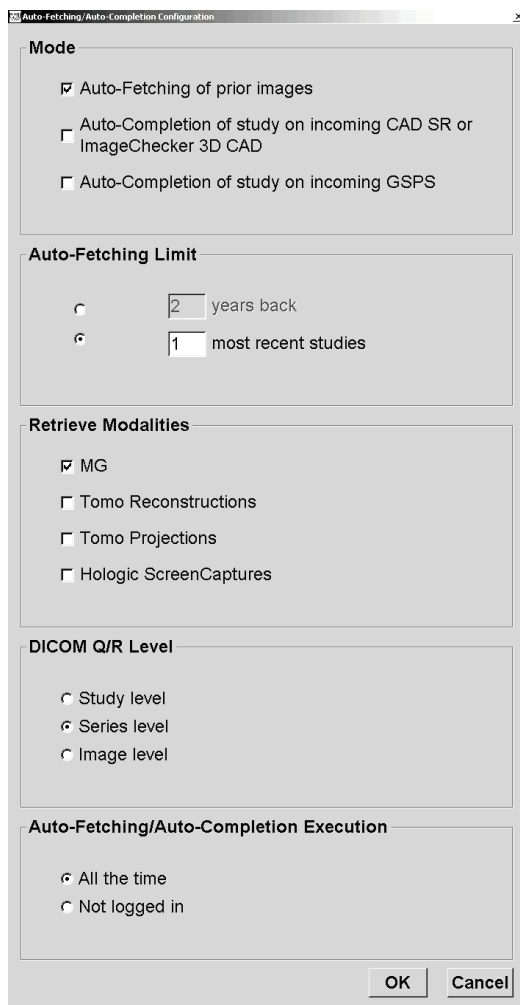 Auto-Fetching/Auto-Completion Configuration
Mode
Auto-Fetching of prior images
Auto-Completion of study on incoming CAD SR or
ImageChecker 3D CAD
Auto-Completion of study on incoming GSPS
Auto-Fetching Limit
2 years back
1 most recent studies
Retrieve Modalities
MG
Tomo Reconstructions
Tomo Projections
Hologic ScreenCaptures
DICOM Q/R Level
Study level
Series level
Image level
Auto-Fetching/Auto-Completion Execution
All the time
Not logged in
OK Cancel